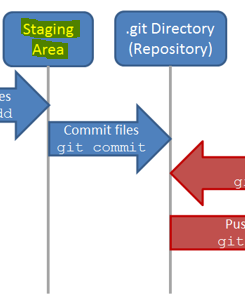 Staging
Area
.git Directory
(Repository)
Commit files
git commit